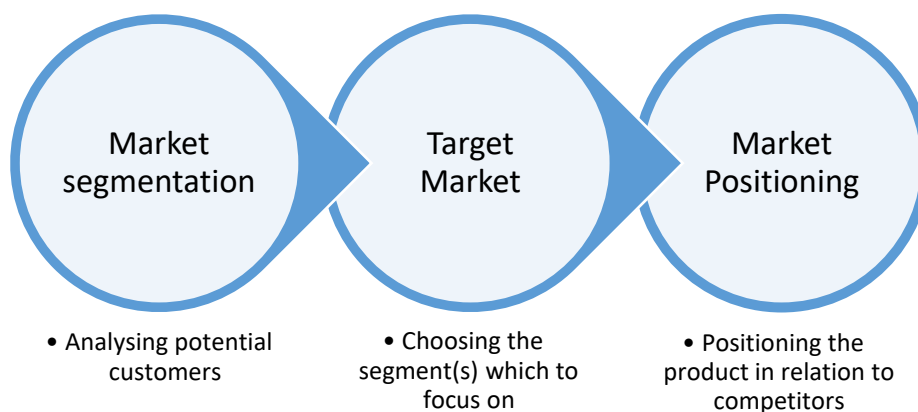 Market
segmentation
Target
Market
Market
Positioning
• Analysing potential
customers
• Choosing the
segment(s) which to
focus on
• Positioning the
product in relation to
competitors